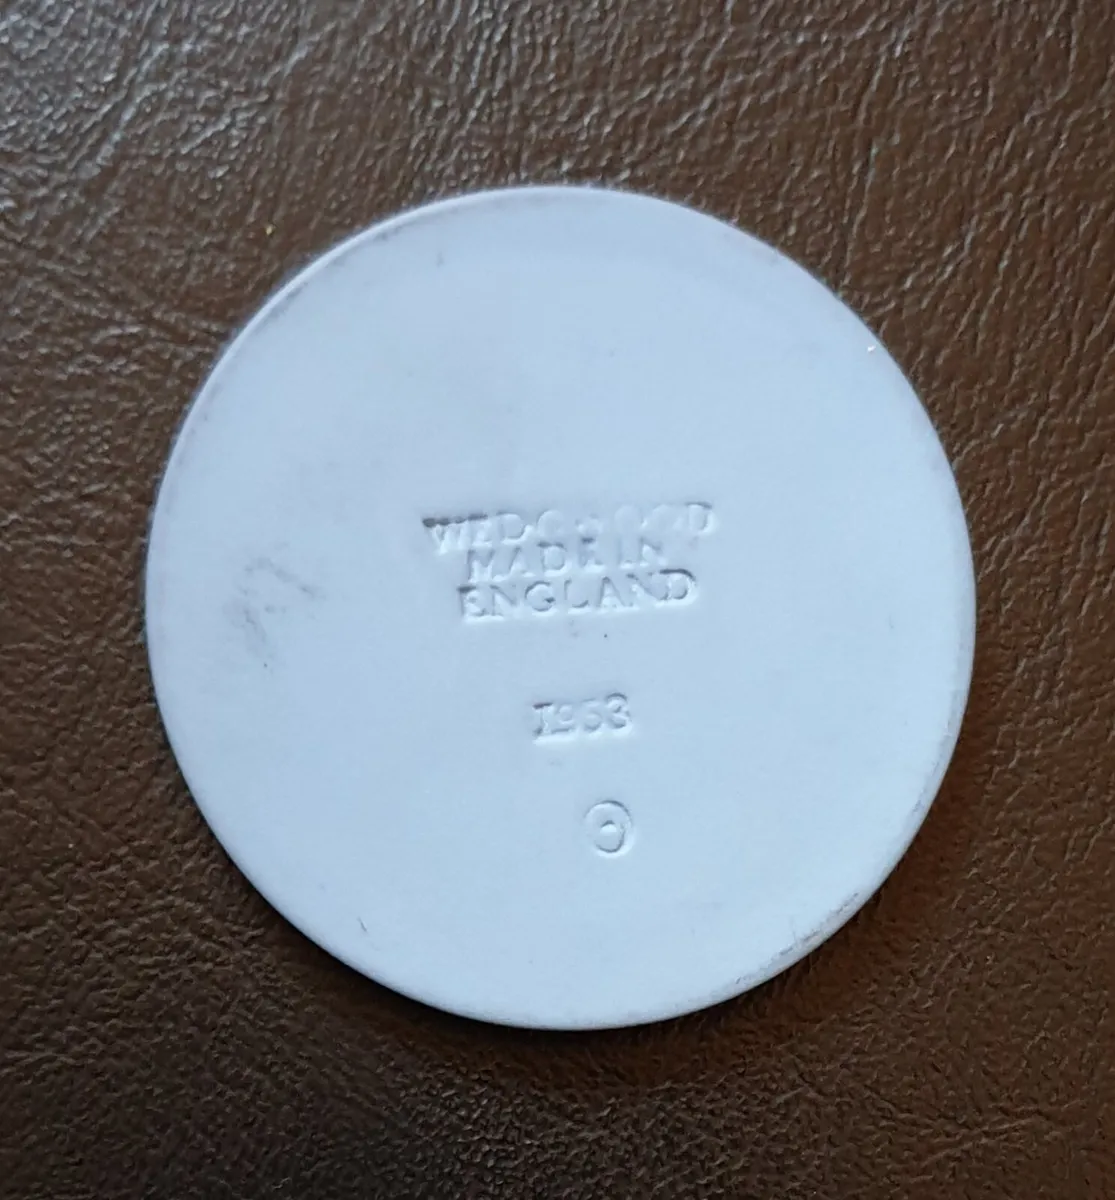 WEDGWOOD
MADE IN
ENGLAND
1953
O